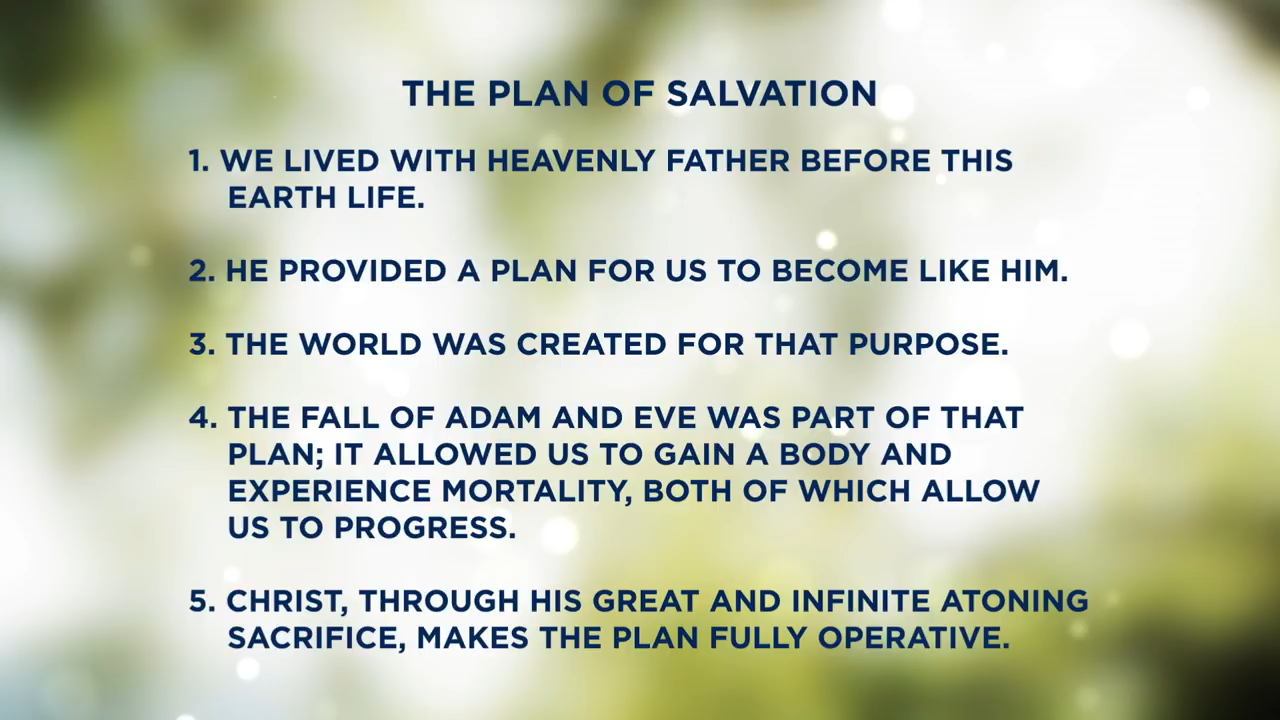 THE PLAN OF SALVATION
1. WE LIVED WITH HEAVENLY FATHER BEFORE THIS
EARTH LIFE.
2. HE PROVIDED A PLAN FOR US TO BECOME LIKE HIM.
3. THE WORLD WAS CREATED FOR THAT PURPOSE.
4. THE FALL OF ADAM AND EVE WAS PART OF THAT
PLAN; IT ALLOWED US TO GAIN A BODY AND
EXPERIENCE MORTALITY, BOTH OF WHICH ALLOW
US TO PROGRESS.
5. CHRIST, THROUGH HIS GREAT AND INFINITE ATONING
SACRIFICE, MAKES THE PLAN FULLY OPERATIVE.